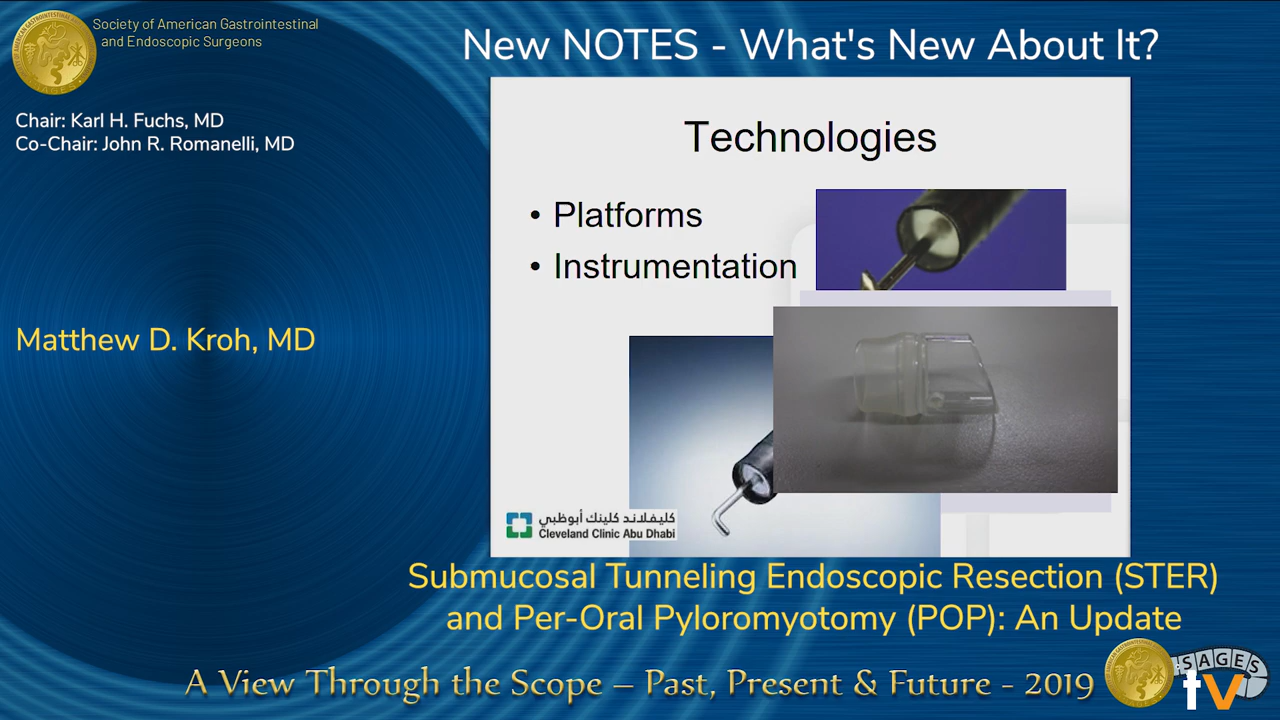 Society of American Gastrointestinal
and Endoscopic Surgeons
New NOTES - What's New About It?
Chair: Karl H. Fuchs, MD
Co-Chair: John R. Romanelli, MD
Technologies
• Platforms
• Instrumentation
Matthew D. Kroh, MD
كليفلاند كلينك أبوظبي
Cleveland Clinic Abu Dhabi
Submucosal Tunneling Endoscopic Resection (STER)
and Per-Oral Pyloromyotomy (POP): An Update
A View Through the Scope – Past, Present & Future - 2019
SAGES
tv